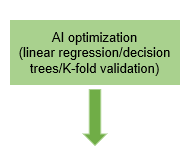 AI optimization
(linear regression/decision
trees/K-fold validation)